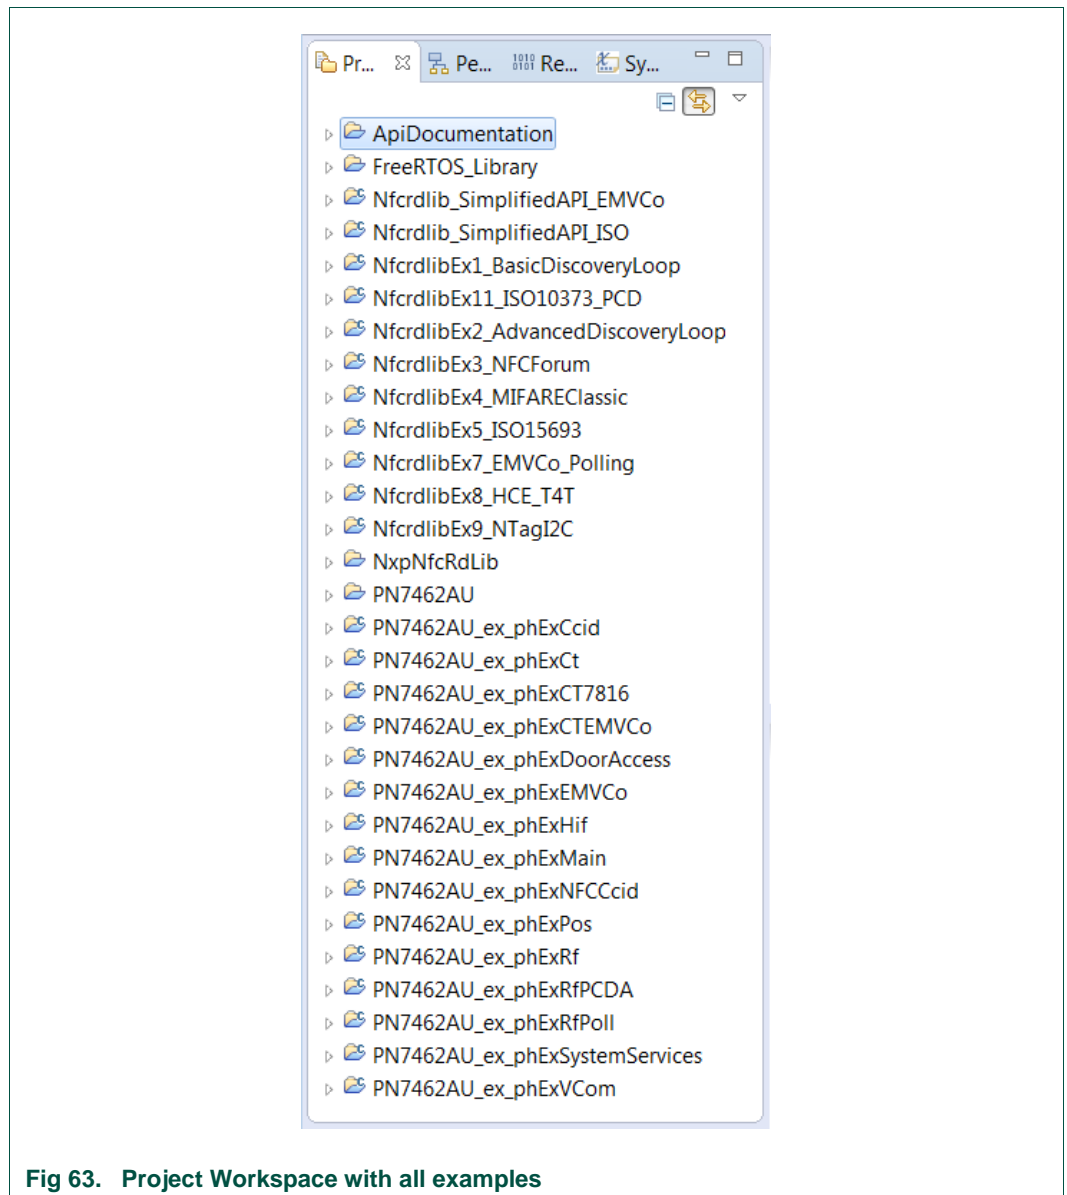 Pr... Pe... 1010 0101 Re... Sy...
ApiDocumentation
FreeRTOS_Library
Nfcrdlib_SimplifiedAPI_EMVCo
Nfcrdlib_SimplifiedAPI_ISO
NfcrdlibEx1_BasicDiscoveryLoop
NfcrdlibEx11_ISO10373_PCD
NfcrdlibEx2_AdvancedDiscoveryLoop
NfcrdlibEx3_NFCForum
NfcrdlibEx4_MIFAREClassic
NfcrdlibEx5_ISO15693
NfcrdlibEx7_EMVCo_Polling
NfcrdlibEx8_HCE_T4T
NfcrdlibEx9_NTagI2C
NxpNfcRdLib
PN7462AU
PN7462AU_ex_phExCcid
PN7462AU_ex_phExCt
PN7462AU_ex_phExCT7816
PN7462AU_ex_phExCTEMVCo
PN7462AU_ex_phExDoorAccess
PN7462AU_ex_phExEMVCo
PN7462AU_ex_phExHif
PN7462AU_ex_phExMain
PN7462AU_ex_phExNFCCcid
PN7462AU_ex_phExPos
PN7462AU_ex_phExRf
PN7462AU_ex_phExRfPCDA
PN7462AU_ex_phExRfPoll
PN7462AU_ex_phExSystemServices
PN7462AU_ex_phExVCom
Fig 63. Project Workspace with all examples